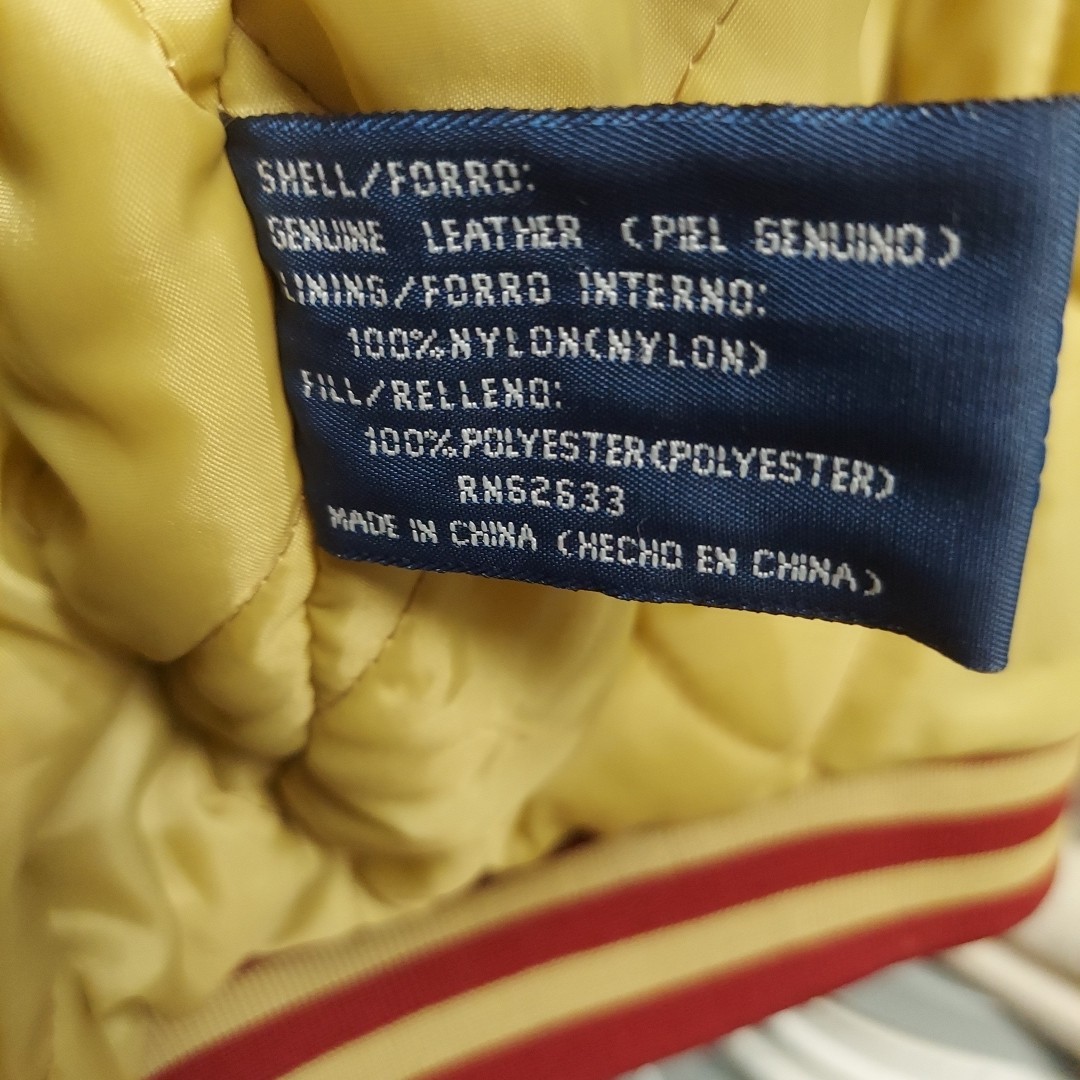 SHELL/FORRO:
GENUINE LEATHER (PIEL GENUINO)
LINING/FORRO INTERNO:
100%NYLON(NYLON)
FILL/RELLENO:
100%POLYESTER(POLYESTER)
RN62633
MADE IN CHINA (HECHO EN CHINA)